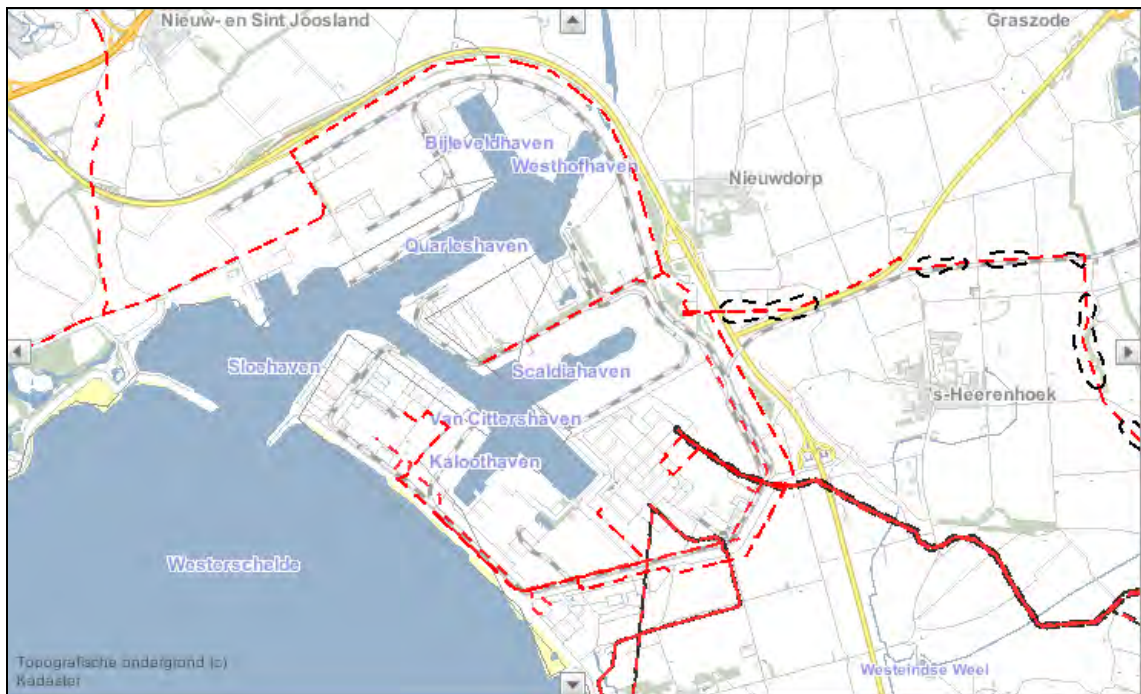 Nieuw- en Sint Joosland
Graszode
Bijleveldhaven
Westhofhaven
Nieuwdorp
Quarleshaven
Sloehaven
Scaldiahaven
's-Heerenhoek
Van Cittershaven
Kaloothaven
Westerschelde
Topografische ondergrond (c)
Kadaster
Westeindse Weel